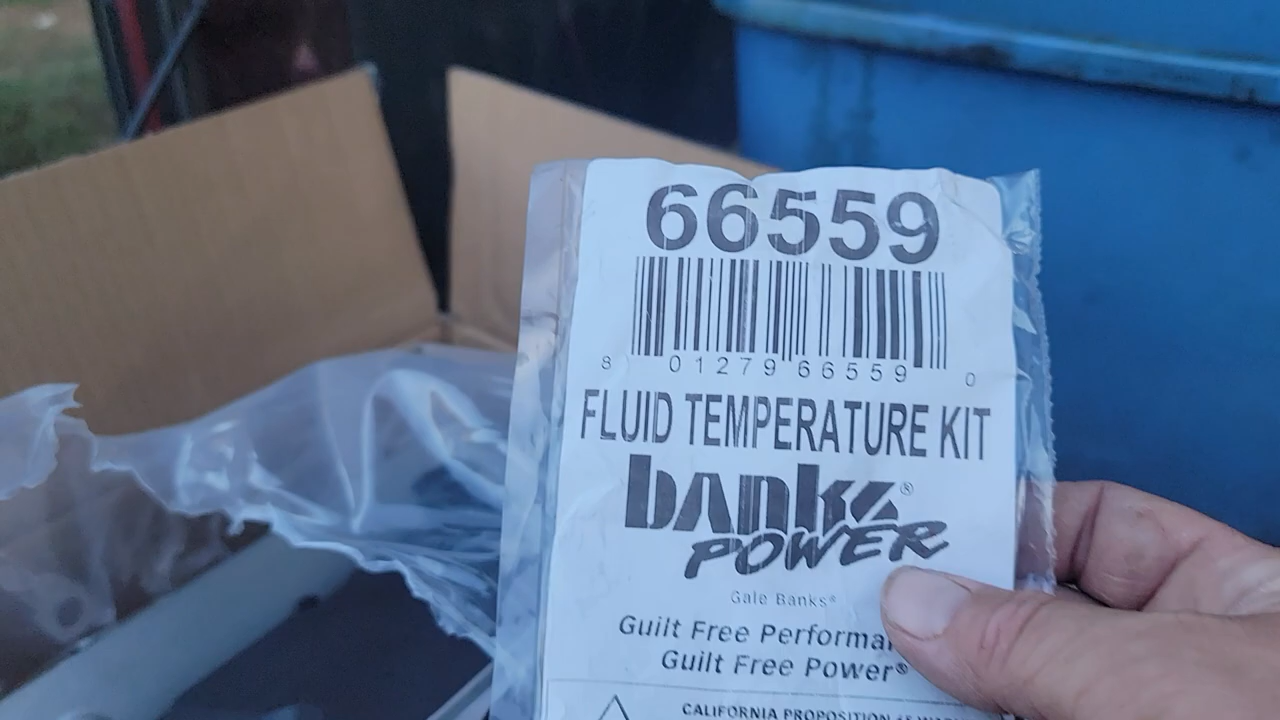 66559
8 01279 66559 0
FLUID TEMPERATURE KIT
banks®
POWER
Gale Banks®
Guilt Free Performa
Guilt Free Power®
CALIFORNIA PROPOSITION